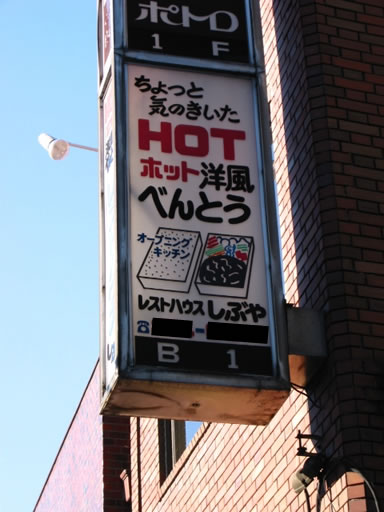 ポトロ
1 F
ちょっと
気のきいた
HOT
ホット洋風
べんとう
オープニング
キッチン
レストハウスしぶや
☎ -
B 1